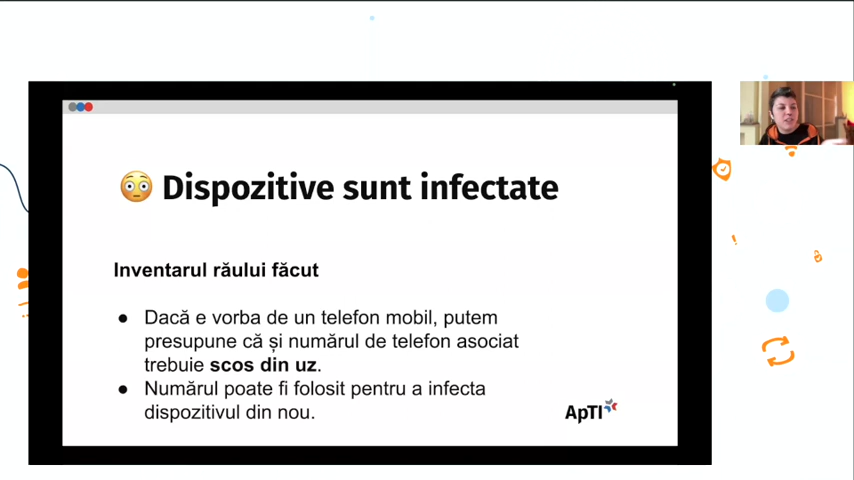 😳 Dispozitive sunt infectate
Inventarul răului făcut
● Dacă e vorba de un telefon mobil, putem
presupune că și numărul de telefon asociat
trebuie scos din uz.
● Numărul poate fi folosit pentru a infecta
dispozitivul din nou.
ApTI